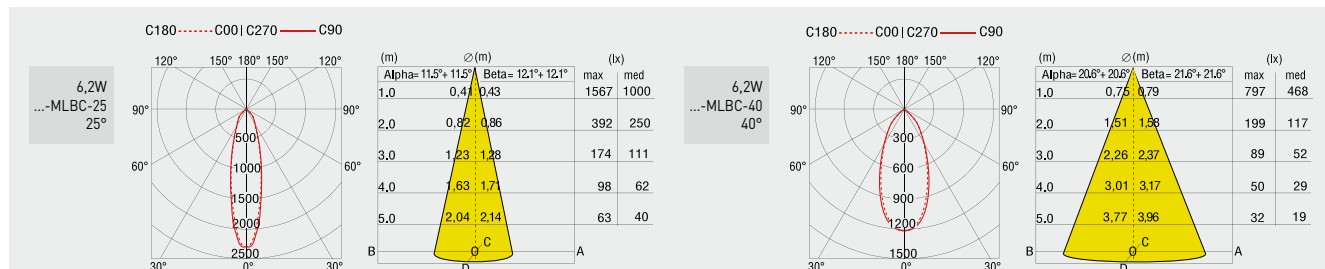 C180 C00 | C270 C90
6,2W
...-MLBC-25
25°
120° 150° 180° 150° 120°
90° 90°
60° 60°
30° 0° 30°
500
1000
1500
2000
2500
(m) ∅(m) (lx)
Alpha= 11.5°+ 11.5° Beta= 12.1°+ 12.1° max med
1.0 0,41 0,43 1567 1000
2.0 0,82 0,86 392 250
3.0 1,23 1,28 174 111
4.0 1,63 1,71 98 62
5.0 2,04 2,14 63 40
B O C A
D
C180 C00 | C270 C90
6,2W
...-MLBC-40
40°
120° 150° 180° 150° 120°
90° 90°
60° 60°
30° 0° 30°
300
600
900
1200
1500
(m) ∅(m) (lx)
Alpha= 20.6°+ 20.6° Beta= 21.6°+ 21.6° max med
1.0 0,75 0,79 797 468
2.0 1,51 1,58 199 117
3.0 2,26 2,37 89 52
4.0 3,01 3,17 50 29
5.0 3,77 3,96 32 19
B O C A
D